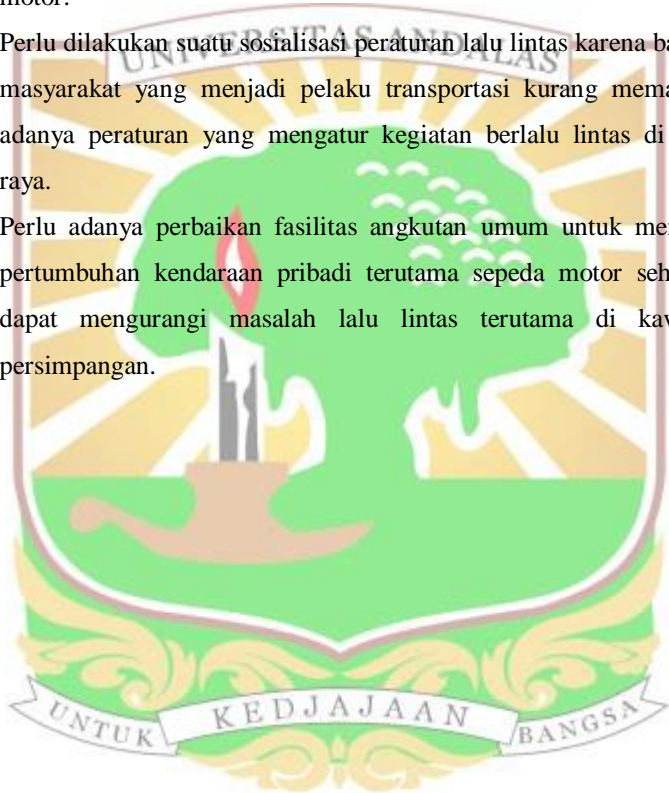 motor.
UNIVERSITAS ANDALAS
Perlu dilakukan suatu sosialisasi peraturan lalu lintas karena ba
masyarakat yang menjadi pelaku transportasi kurang mema
adanya peraturan yang mengatur kegiatan berlalu lintas di
raya.
Perlu adanya perbaikan fasilitas angkutan umum untuk me
pertumbuhan kendaraan pribadi terutama sepeda motor seh
dapat mengurangi masalah lalu lintas terutama di kav
persimpangan.
UNTUK KEDJAJAAN BANGSA